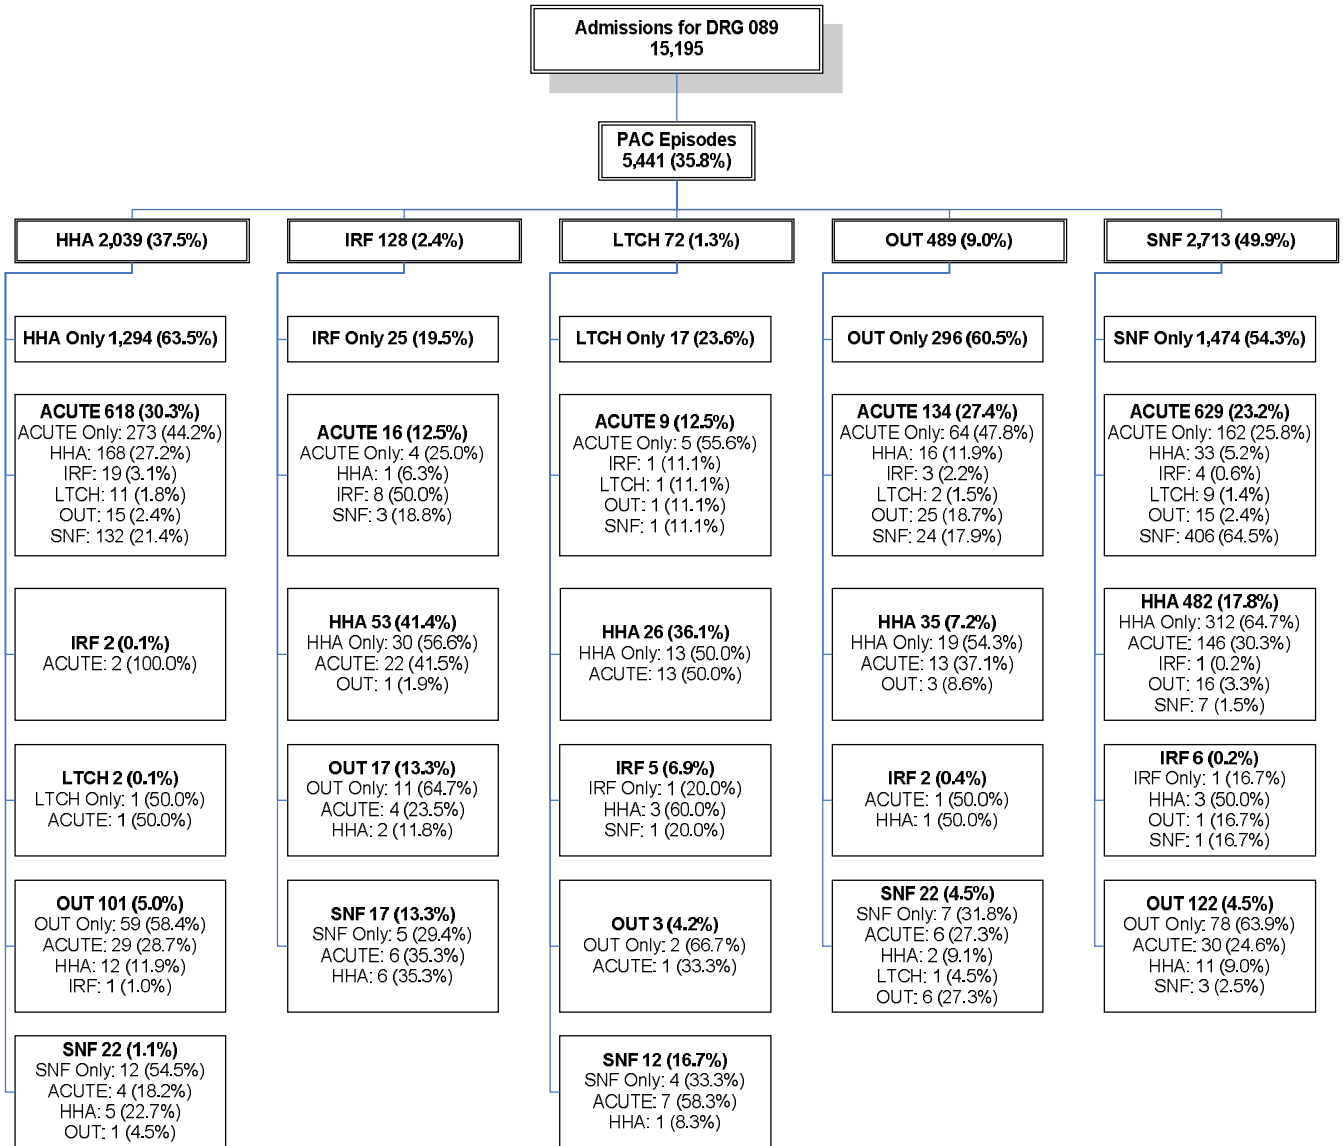 Admissions for DRG 089
15,195
PAC Episodes
5,441 (35.8%)
HHA 2,039 (37.5%)
IRF 128 (2.4%)
LTCH 72 (1.3%)
OUT 489 (9.0%)
SNF 2,713 (49.9%)
HHA Only 1,294 (63.5%)
IRF Only 25 (19.5%)
LTCH Only 17 (23.6%)
OUT Only 296 (60.5%)
SNF Only 1,474 (54.3%)
ACUTE 618 (30.3%)
ACUTE Only: 273 (44.2%)
HHA: 168 (27.2%)
IRF: 19 (3.1%)
LTCH: 11 (1.8%)
OUT: 15 (2.4%)
SNF: 132 (21.4%)
ACUTE 16 (12.5%)
ACUTE Only: 4 (25.0%)
HHA: 1 (6.3%)
IRF: 8 (50.0%)
SNF: 3 (18.8%)
ACUTE 9 (12.5%)
ACUTE Only: 5 (55.6%)
IRF: 1 (11.1%)
LTCH: 1 (11.1%)
OUT: 1 (11.1%)
SNF: 1 (11.1%)
ACUTE 134 (27.4%)
ACUTE Only: 64 (47.8%)
HHA: 16 (11.9%)
IRF: 3 (2.2%)
LTCH: 2 (1.5%)
OUT: 25 (18.7%)
SNF: 24 (17.9%)
ACUTE 629 (23.2%)
ACUTE Only: 162 (25.8%)
HHA: 33 (5.2%)
IRF: 4 (0.6%)
LTCH: 9 (1.4%)
OUT: 15 (2.4%)
SNF: 406 (64.5%)
IRF 2 (0.1%)
ACUTE: 2 (100.0%)
HHA 53 (41.4%)
HHA Only: 30 (56.6%)
ACUTE: 22 (41.5%)
OUT: 1 (1.9%)
HHA 26 (36.1%)
HHA Only: 13 (50.0%)
ACUTE: 13 (50.0%)
HHA 35 (7.2%)
HHA Only: 19 (54.3%)
ACUTE: 13 (37.1%)
OUT: 3 (8.6%)
HHA 482 (17.8%)
HHA Only: 312 (64.7%)
ACUTE: 146 (30.3%)
IRF: 1 (0.2%)
OUT: 16 (3.3%)
SNF: 7 (1.5%)
LTCH 2 (0.1%)
LTCH Only: 1 (50.0%)
ACUTE: 1 (50.0%)
OUT 17 (13.3%)
OUT Only: 11 (64.7%)
ACUTE: 4 (23.5%)
HHA: 2 (11.8%)
IRF 5 (6.9%)
IRF Only: 1 (20.0%)
HHA: 3 (60.0%)
SNF: 1 (20.0%)
IRF 2 (0.4%)
ACUTE: 1 (50.0%)
HHA: 1 (50.0%)
IRF 6 (0.2%)
IRF Only: 1 (16.7%)
HHA: 3 (50.0%)
OUT: 1 (16.7%)
SNF: 1 (16.7%)
OUT 101 (5.0%)
OUT Only: 59 (58.4%)
ACUTE: 29 (28.7%)
HHA: 12 (11.9%)
IRF: 1 (1.0%)
SNF 17 (13.3%)
SNF Only: 5 (29.4%)
ACUTE: 6 (35.3%)
HHA: 6 (35.3%)
OUT 3 (4.2%)
OUT Only: 2 (66.7%)
ACUTE: 1 (33.3%)
SNF 22 (4.5%)
SNF Only: 7 (31.8%)
ACUTE: 6 (27.3%)
HHA: 2 (9.1%)
LTCH: 1 (4.5%)
OUT: 6 (27.3%)
OUT 122 (4.5%)
OUT Only: 78 (63.9%)
ACUTE: 30 (24.6%)
HHA: 11 (9.0%)
SNF: 3 (2.5%)
SNF 22 (1.1%)
SNF Only: 12 (54.5%)
ACUTE: 4 (18.2%)
HHA: 5 (22.7%)
OUT: 1 (4.5%)
SNF 12 (16.7%)
SNF Only: 4 (33.3%)
ACUTE: 7 (58.3%)
HHA: 1 (8.3%)